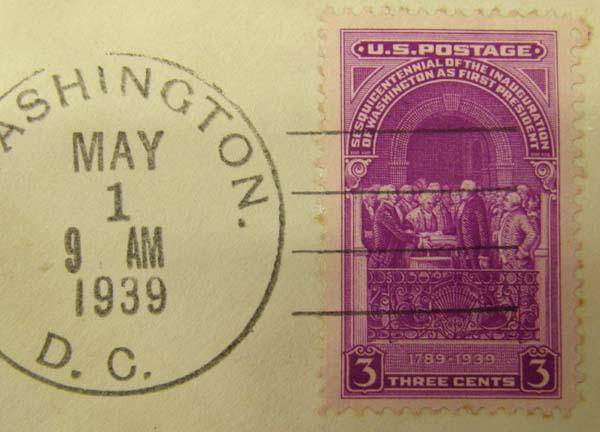 WASHINGTON.
MAY
1
9 AM
1939
D. C.
U.S. POSTAGE
SESQUICENTENNIAL OF THE INAUGURATION
OF WASHINGTON AS FIRST PRESIDENT
1789-1939
3 THREE CENTS 3